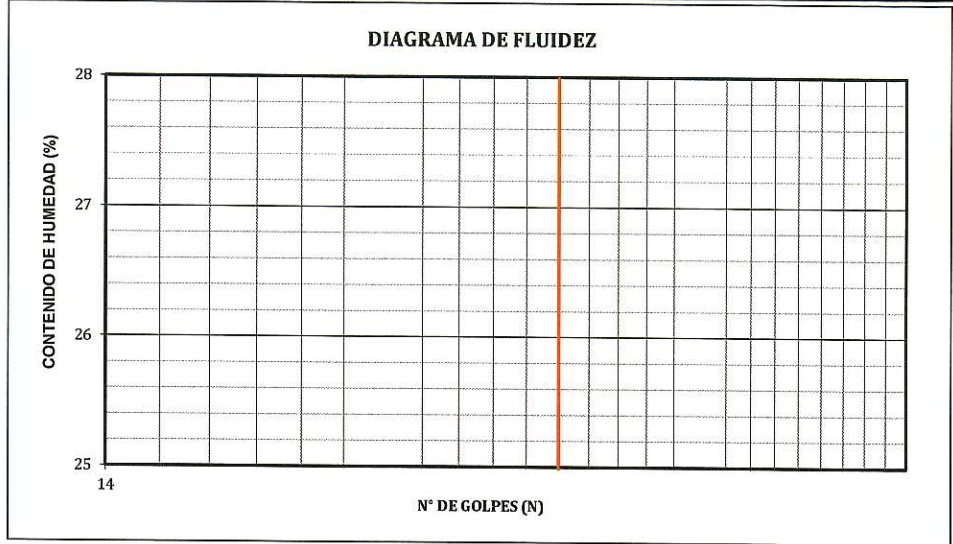 DIAGRAMA DE FLUIDEZ
CONTENIDO DE HUMEDAD (%)
28
27
26
25
14
N° DE GOLPES (N)